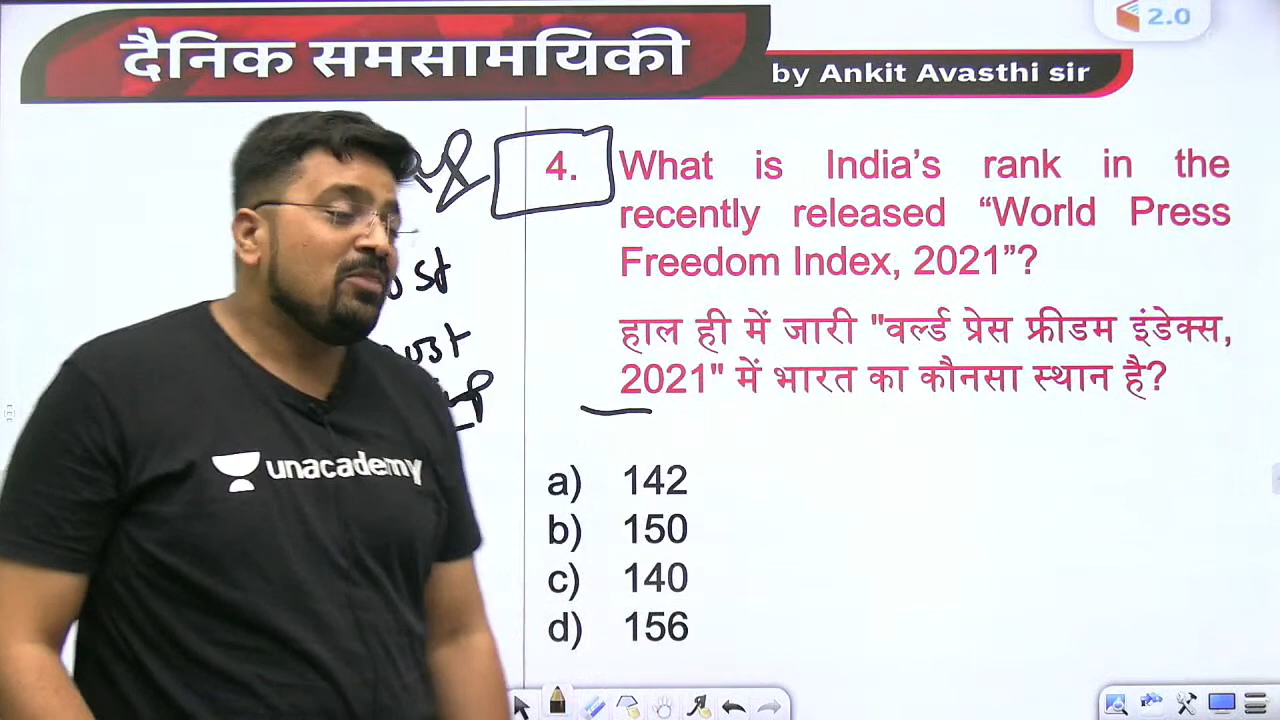 2.0
दैनिक समसामयिकी
by Ankit Avasthi sir
4. What is India's rank in the
recently released “World Press
Freedom Index, 2021”?
हाल ही में जारी "वर्ल्ड प्रेस फ्रीडम इंडेक्स,
2021" में भारत का कौनसा स्थान है?
a) 142
b) 150
c) 140
d) 156
unacademy